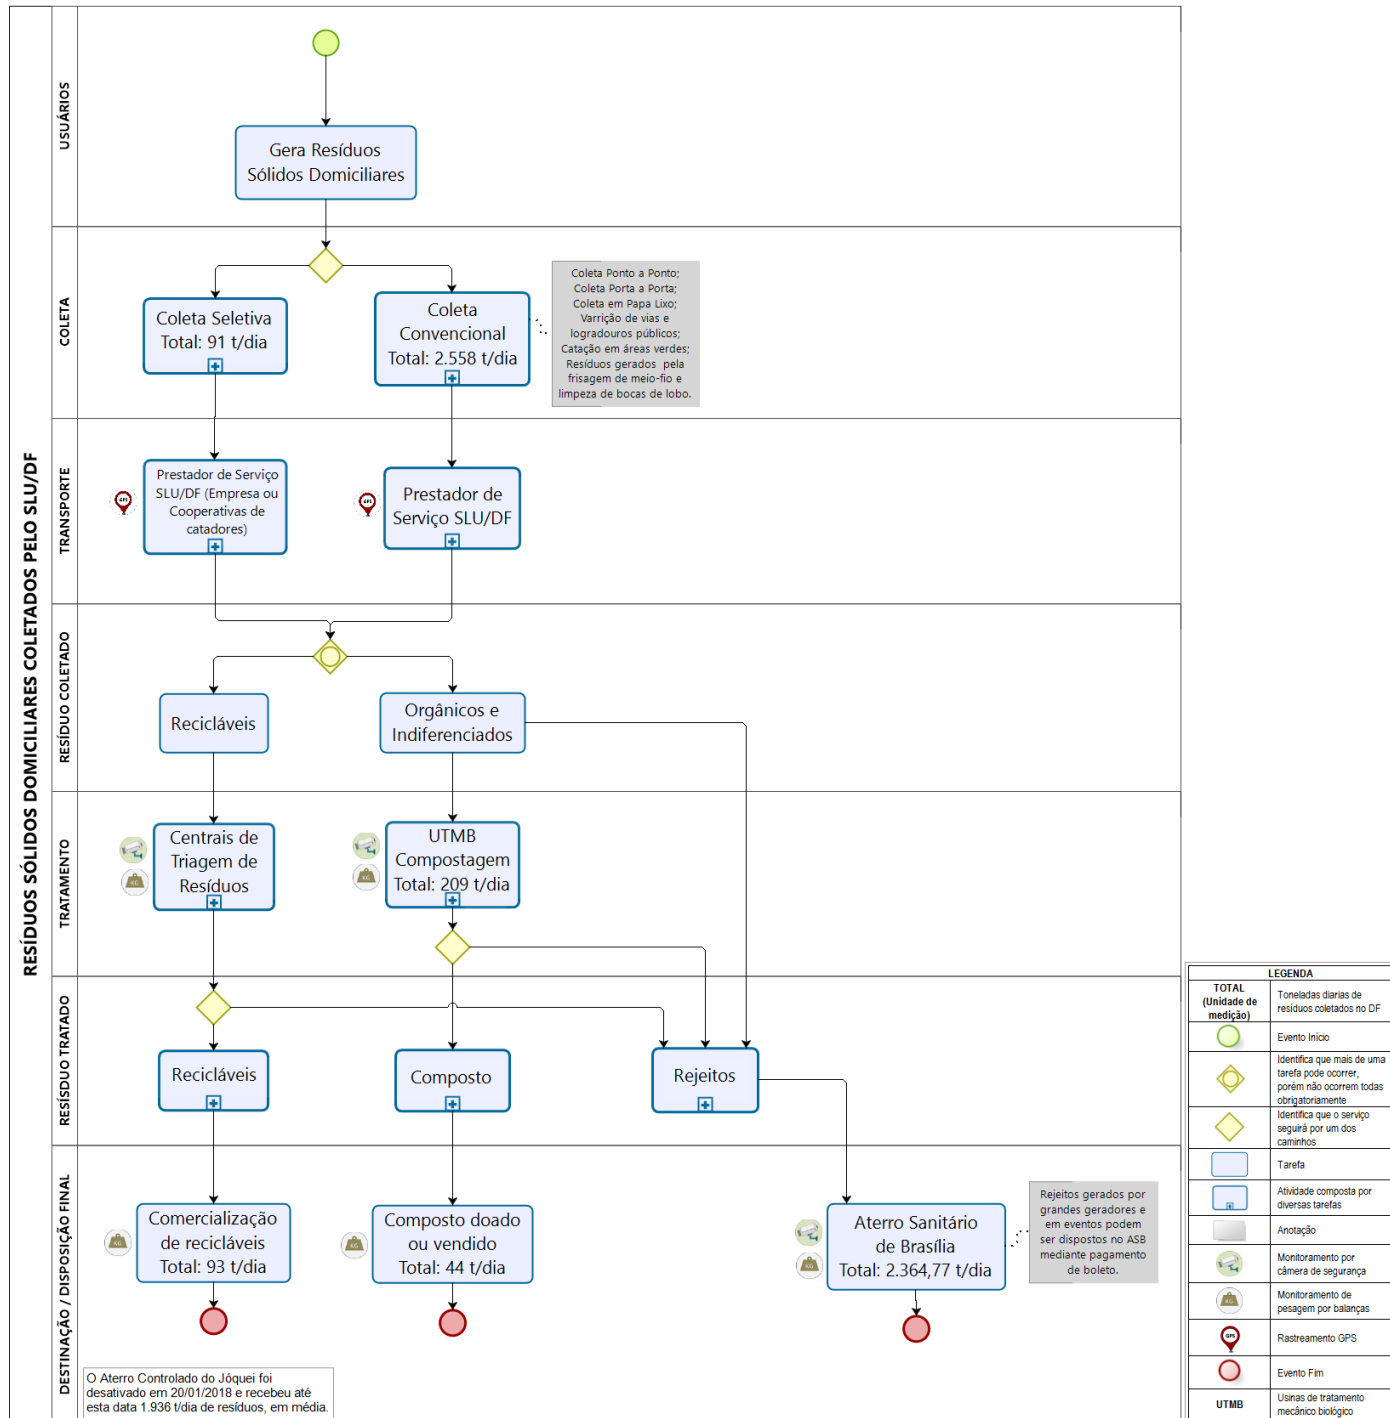 RESÍDUOS SÓLIDOS DOMICILIARES COLETADOS PELO SLU/DF
USUÁRIOS
Gera Resíduos
Sólidos Domiciliares
COLETA
Coleta Seletiva
Total: 91 t/dia
Coleta
Convencional
Total: 2.558 t/dia
Coleta Ponto a Ponto;
Coleta Porta a Porta;
Coleta em Papa Lixo;
Varrição de vias e
logradouros públicos;
Catação em áreas verdes;
Resíduos gerados pela
frisagem de meio-fio e
limpeza de bocas de lobo.
TRANSPORTE
GPS
Prestador de Serviço
SLU/DF (Empresa ou
Cooperativas de
catadores)
GPS
Prestador de
Serviço SLU/DF
RESÍDUO COLETADO
Recicláveis
Orgânicos e
Indiferenciados
TRATAMENTO
KG
Centrais de
Triagem de
Resíduos
KG
UTMB
Compostagem
Total: 209 t/dia
RESÍSDUO TRATADO
Recicláveis
Composto
Rejeitos
DESTINAÇÃO / DISPOSIÇÃO FINAL
KG
Comercialização
de recicláveis
Total: 93 t/dia
KG
Composto doado
ou vendido
Total: 44 t/dia
KG
Aterro Sanitário
de Brasília
Total: 2.364,77 t/dia
Rejeitos gerados por
grandes geradores e
em eventos podem
ser dispostos no ASB
mediante pagamento
de boleto.
O Aterro Controlado do Jóquei foi
desativado em 20/01/2018 e recebeu até
esta data 1.936 t/dia de resíduos, em média.
LEGENDA
TOTAL
(Unidade de
medição)
Toneladas diarias de
resíduos coletados no DF
Evento Início
Identifica que mais de uma
tarefa pode ocorrer,
porém não ocorrem todas
obrigatoriamente
Identifica que o serviço
seguirá por um dos
caminhos
Tarefa
Atividade composta por
diversas tarefas
Anotação
Monitoramento por
câmera de segurança
KG
Monitoramento de
pesagem por balanças
GPS
Rastreamento GPS
Evento Fim
UTMB
Usinas de tratamento
mecânico biológico